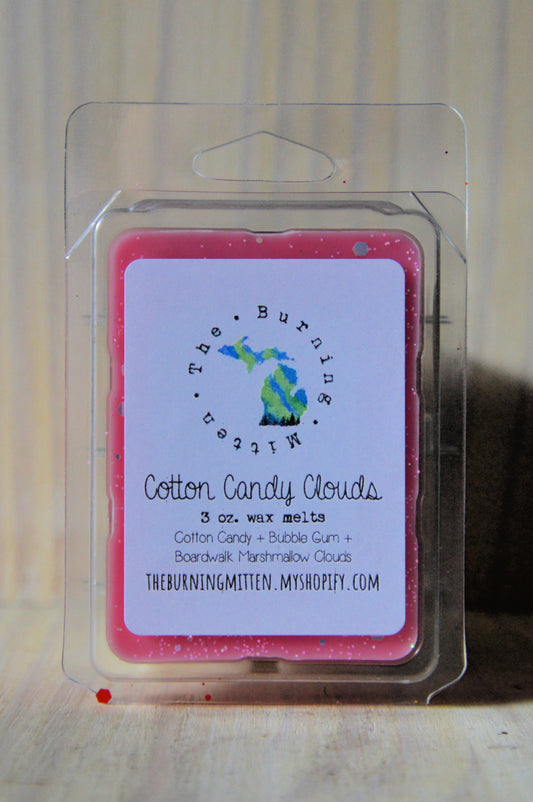 The • Burning • Mitten •
Cotton Candy Clouds
3 oz. wax melts
Cotton Candy + Bubble Gum +
Boardwalk Marshmallow Clouds
THEBURNINGMITTEN.MYSHOPIFY.COM